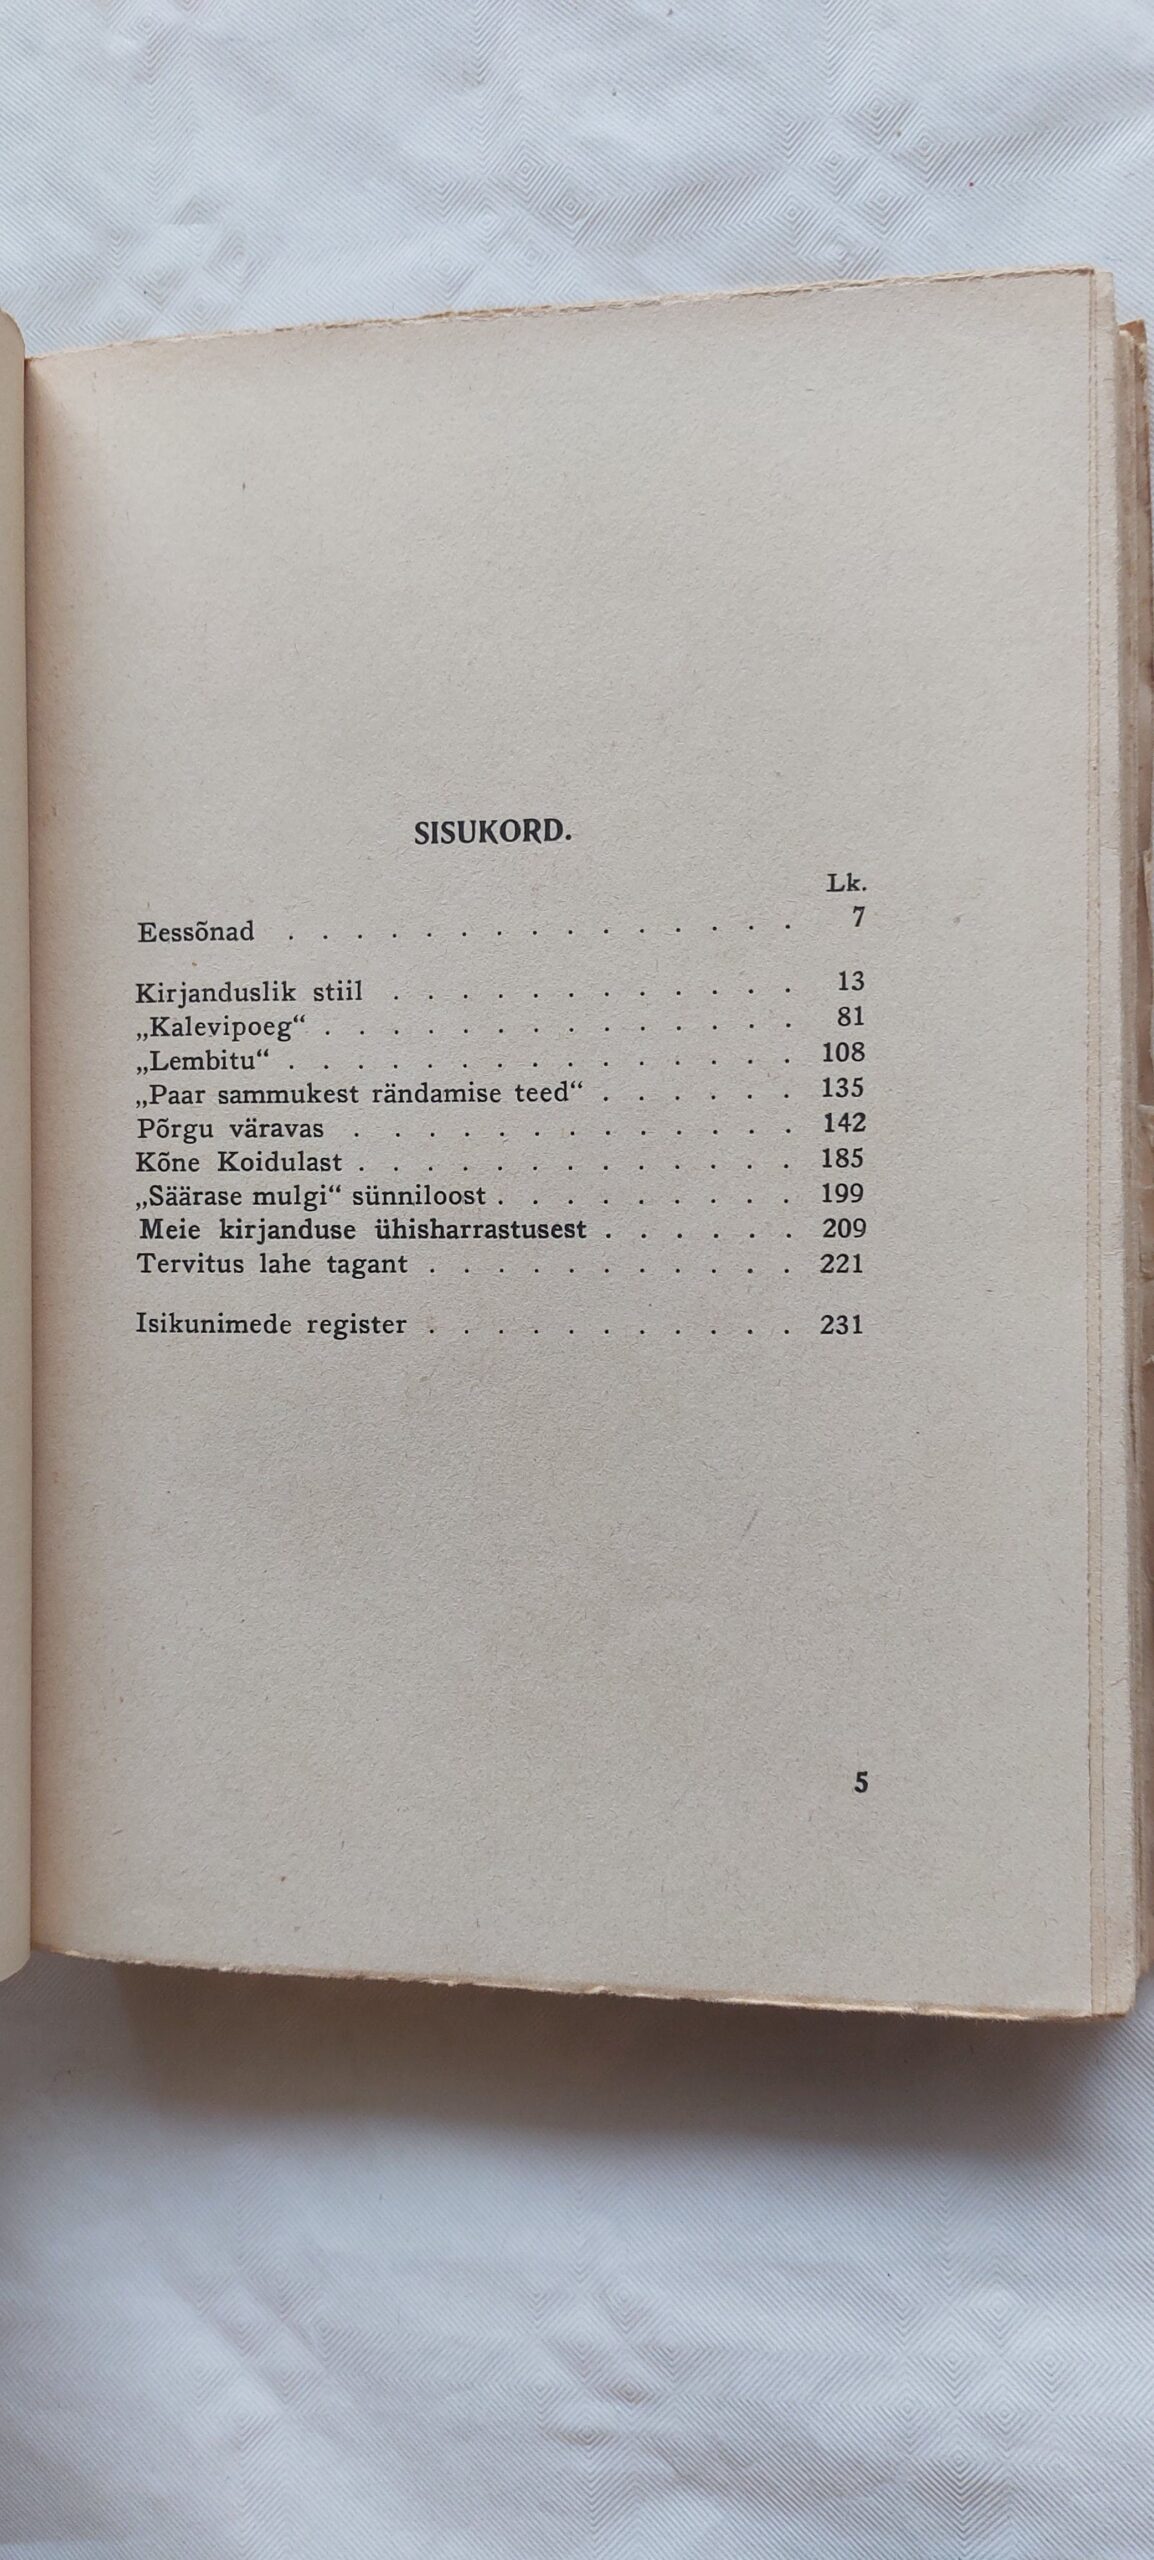 SISUKORD.
Lk.
Eessõnad . . . . . . . . . . . . . . . 7
Kirjanduslik stiil . . . . . . . . . . . . 13
„Kalevipoeg“ . . . . . . . . . . . . . . 81
„Lembitu“ . . . . . . . . . . . . . . . 108
„Paar sammukest rändamise teed“ . . . . . . 135
Põrgu väravas . . . . . . . . . . . . . 142
Kõne Koidulast . . . . . . . . . . . . . 185
„Säärase mulgi“ sünniloost . . . . . . . . . 199
Meie kirjanduse ühisharrastusest . . . . . . 209
Tervitus lahe tagant . . . . . . . . . . . 221
Isikunimede register . . . . . . . . . . . 231
5